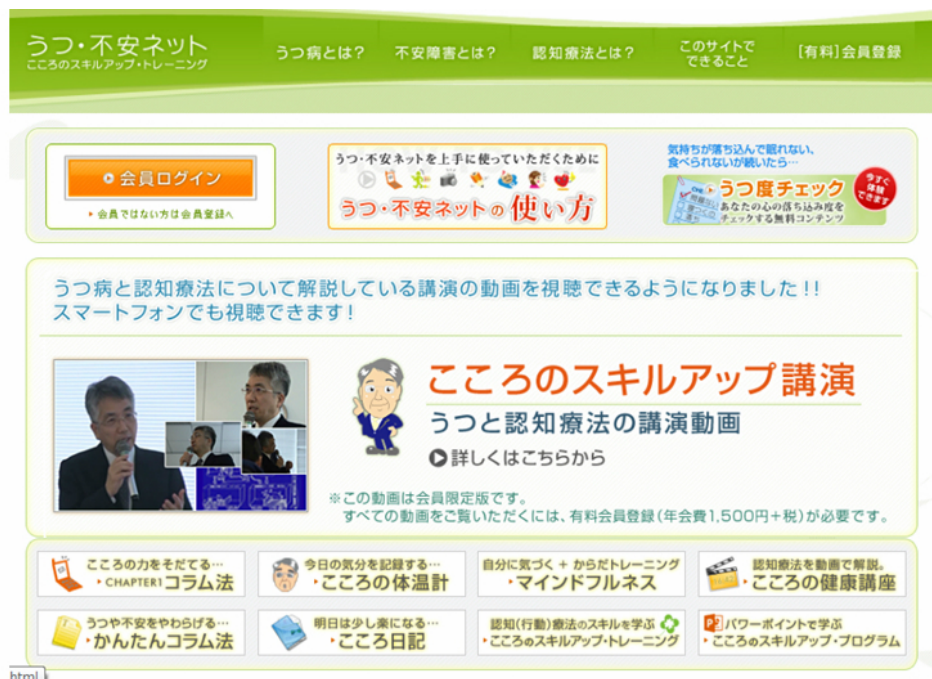 うつ・不安ネット
こころのスキルアップ・トレーニング
うつ病とは？
不安障害とは？
認知療法とは？
このサイトで
できること
[有料]会員登録
会員ログイン
会員ではない方は会員登録へ
うつ・不安ネットを上手に使っていただくために
うつ・不安ネットの使い方
気持ちが落ち込んで眠れない、
食べられないが続いたら…
うつ度チェック
あなたの心の落ち込み度を
チェックする無料コンテンツ
今すぐ
体験
できます
うつ病と認知療法について解説している講演の動画を視聴できるようになりました!!
スマートフォンでも視聴できます!
こころのスキルアップ講演
うつと認知療法の講演動画
詳しくはこちらから
※この動画は会員限定版です。
すべての動画をご覧いただくには、有料会員登録(年会費1,500円+税)が必要です。
こころの力をそだてる…
CHAPTER1コラム法
今日の気分を記録する…
こころの体温計
自分に気づく + からだトレーニング
マインドフルネス
認知療法を動画で解説。
こころの健康講座
うつや不安をやわらげる…
かんたんコラム法
明日は少し楽になる…
こころ日記
認知(行動)療法のスキルを学ぶ
こころのスキルアップ・トレーニング
パワーポイントで学ぶ
こころのスキルアップ・プログラム
html